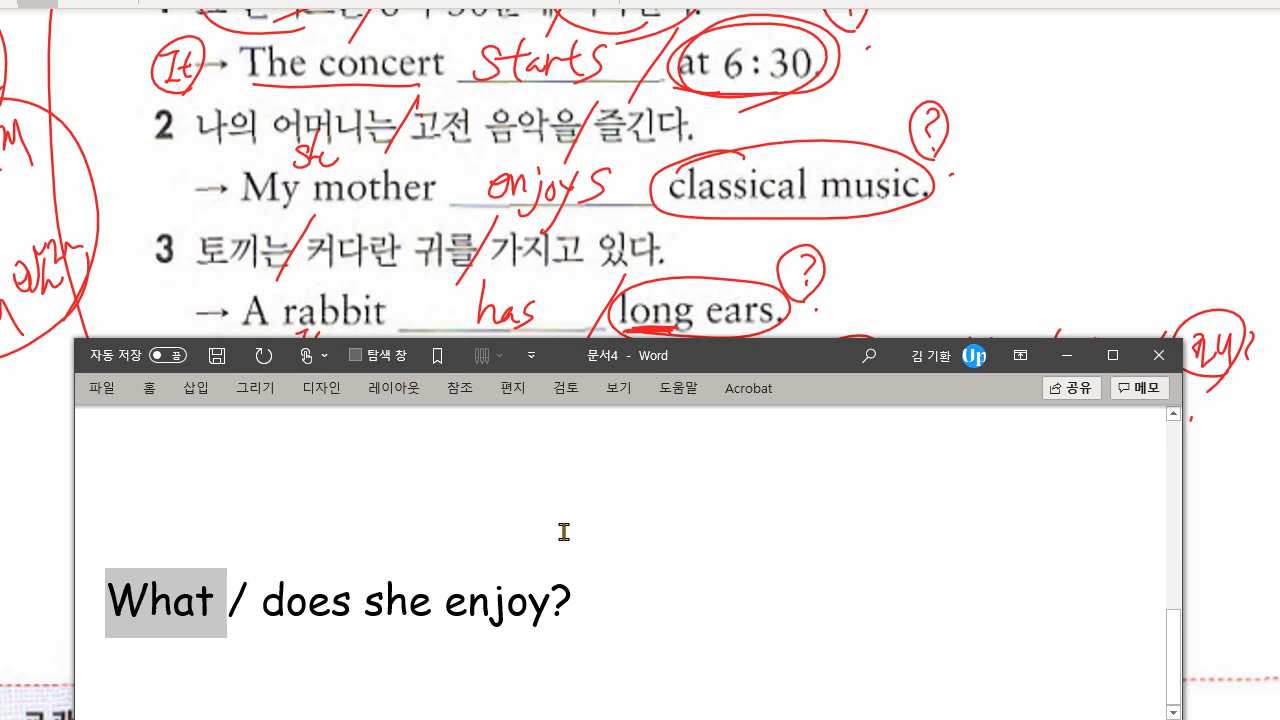 It → The concert starts at 6:30.
2 나의 어머니는 / 고전 음악을 / 즐긴다. ?
she
→ My mother enjoys classical music.
3 토끼는 / 커다란 귀를 / 가지고 있다. ?
→ A rabbit has / long ears.
자동 저장 끔 탐색 창 문서4 - Word 김 기환
파일 홈 삽입 그리기 디자인 레이아웃 참조 편지 검토 보기 도움말 Acrobat 공유 메모
What / does she enjoy?